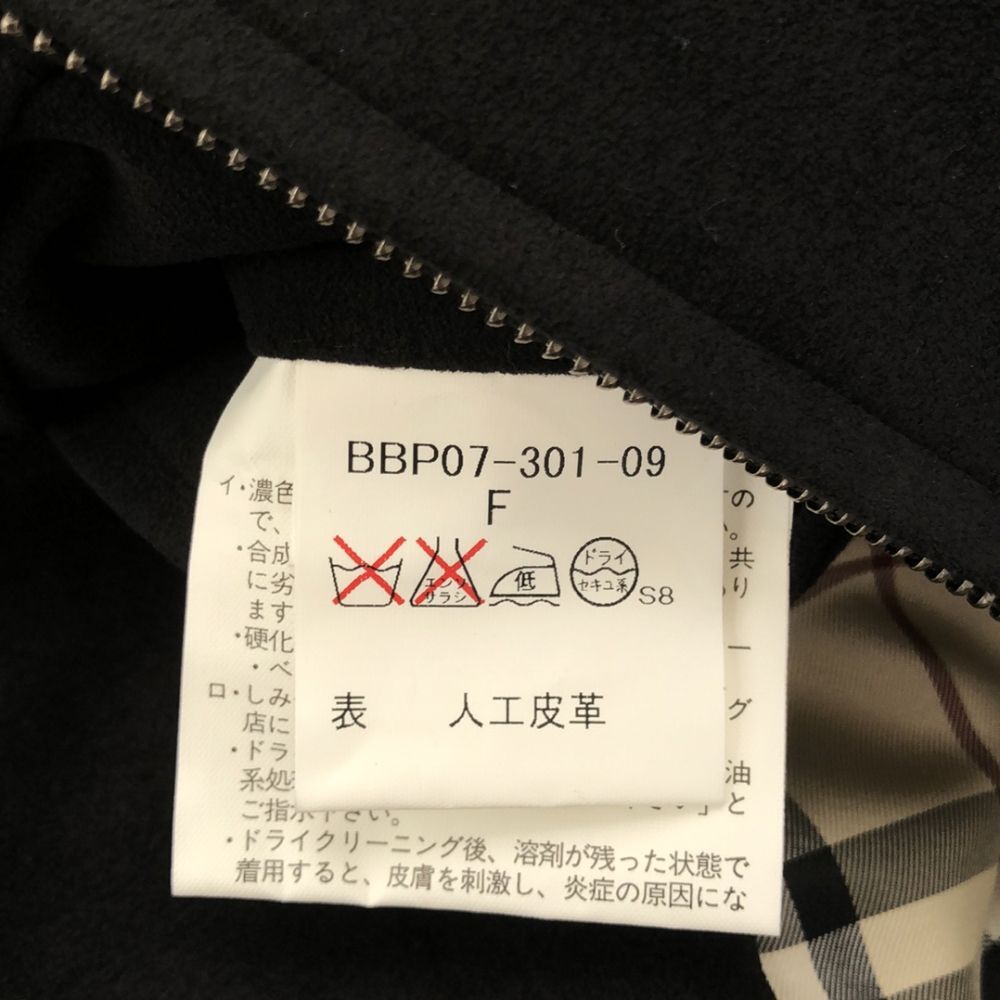 BBP07-301-09
F
エンソ
サラシ
低
ドライ
セキユ系
S8
表 人工皮革
イ・濃色
の
で、
。
・合成
共
に劣
り
ます
・硬化
ー
・ベ
ロ・しみ
グ
店に
・ドラ
系処
油
ご指示下さい。
」と
・ドライクリーニング後、溶剤が残った状態で
着用すると、皮膚を刺激し、炎症の原因にな